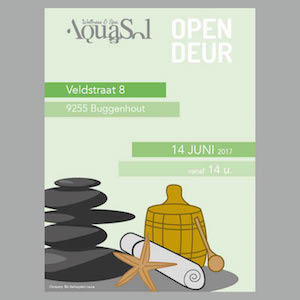 Wellness & Spa
AquaSol
OPEN
DEUR
Veldstraat 8
9255 Buggenhout
14 JUNI 2017
vanaf 14 u.